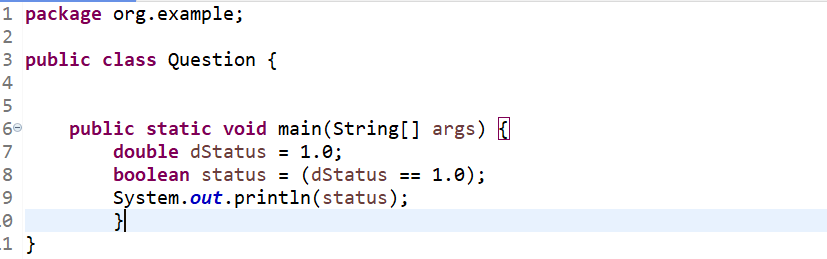 1 package org.example;
2
3 public class Question {
4
5
6 public static void main(String[] args) {
7 double dStatus = 1.0;
8 boolean status = (dStatus == 1.0);
9 System.out.println(status);
0 }
1 }